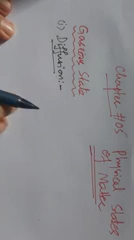 Chapter #05 Physical States
of Matter
Gaseous State
(i) Diffusion:-